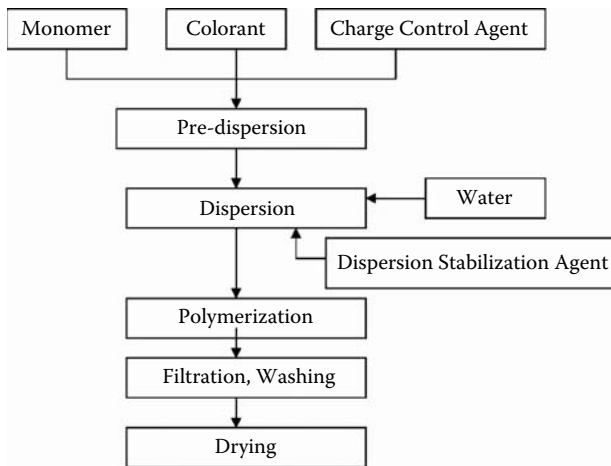 Monomer
Colorant
Charge Control Agent
Pre-dispersion
Dispersion
Water
Dispersion Stabilization Agent
Polymerization
Filtration, Washing
Drying